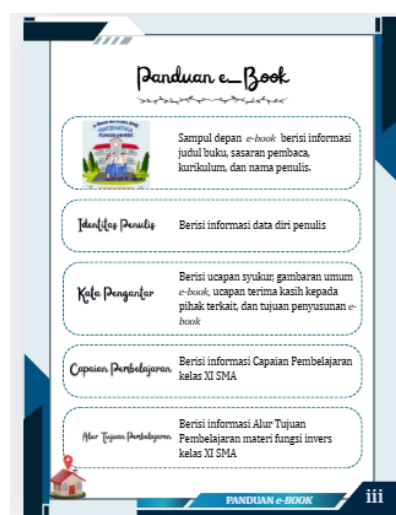 Panduan e_Book
MATEMATIKA
FUNGSI INVERS
Sampul depan e-book berisi informasi
judul buku, sasaran pembaca,
kurikulum, dan nama penulis.
Identitas Penulis
Berisi informasi data diri penulis
Kata Pengantar
Berisi ucapan syukur, gambaran umum
e-book, ucapan terima kasih kepada
pihak terkait, dan tujuan penyusunan e-
book
Capaian Pembelajaran
Berisi informasi Capaian Pembelajaran
kelas XI SMA
Alur Tujuan Pembelajaran
Berisi informasi Alur Tujuan
Pembelajaran materi fungsi invers
kelas XI SMA
PANDUAN e-BOOK
iii